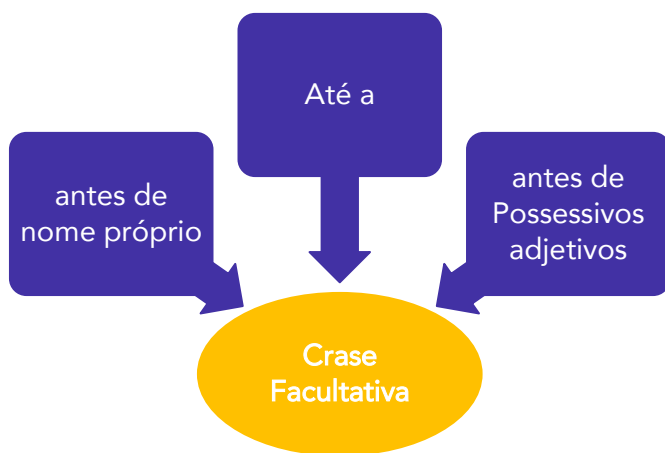 Até a
antes de
nome próprio
antes de
Possessivos
adjetivos
Crase
Facultativa